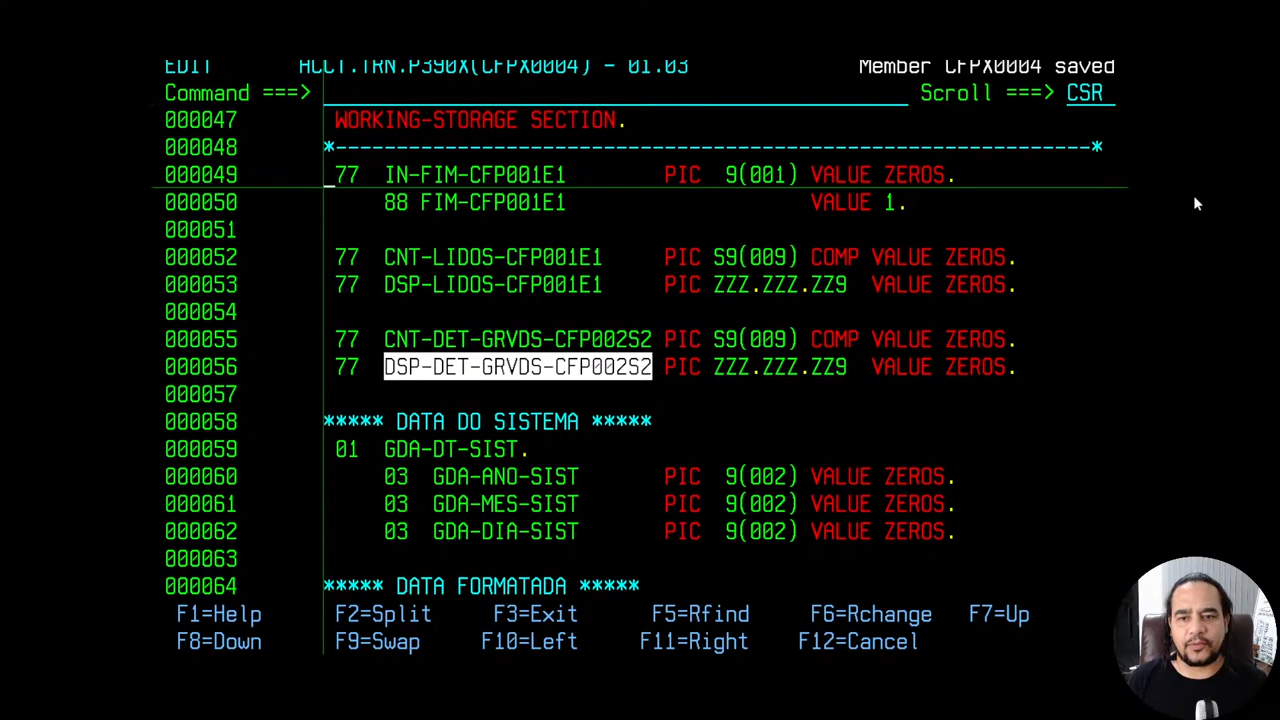 EDIT ACCT.TRN.P390X(CFPX0004) - 01.03 Member CFPX0004 saved
Command ===> Scroll ===> CSR
000047 WORKING-STORAGE SECTION.
000048 *---------------------------------------------------------------*
000049 77 IN-FIM-CFP001E1 PIC 9(001) VALUE ZEROS.
000050 88 FIM-CFP001E1 VALUE 1.
000051
000052 77 CNT-LIDOS-CFP001E1 PIC S9(009) COMP VALUE ZEROS.
000053 77 DSP-LIDOS-CFP001E1 PIC ZZZ.ZZZ.ZZ9 VALUE ZEROS.
000054
000055 77 CNT-DET-GRVDS-CFP002S2 PIC S9(009) COMP VALUE ZEROS.
000056 77 DSP-DET-GRVDS-CFP002S2 PIC ZZZ.ZZZ.ZZ9 VALUE ZEROS.
000057
000058 ***** DATA DO SISTEMA *****
000059 01 GDA-DT-SIST.
000060 03 GDA-ANO-SIST PIC 9(002) VALUE ZEROS.
000061 03 GDA-MES-SIST PIC 9(002) VALUE ZEROS.
000062 03 GDA-DIA-SIST PIC 9(002) VALUE ZEROS.
000063
000064 ***** DATA FORMATADA *****
F1=Help F2=Split F3=Exit F5=Rfind F6=Rchange F7=Up
F8=Down F9=Swap F10=Left F11=Right F12=Cancel